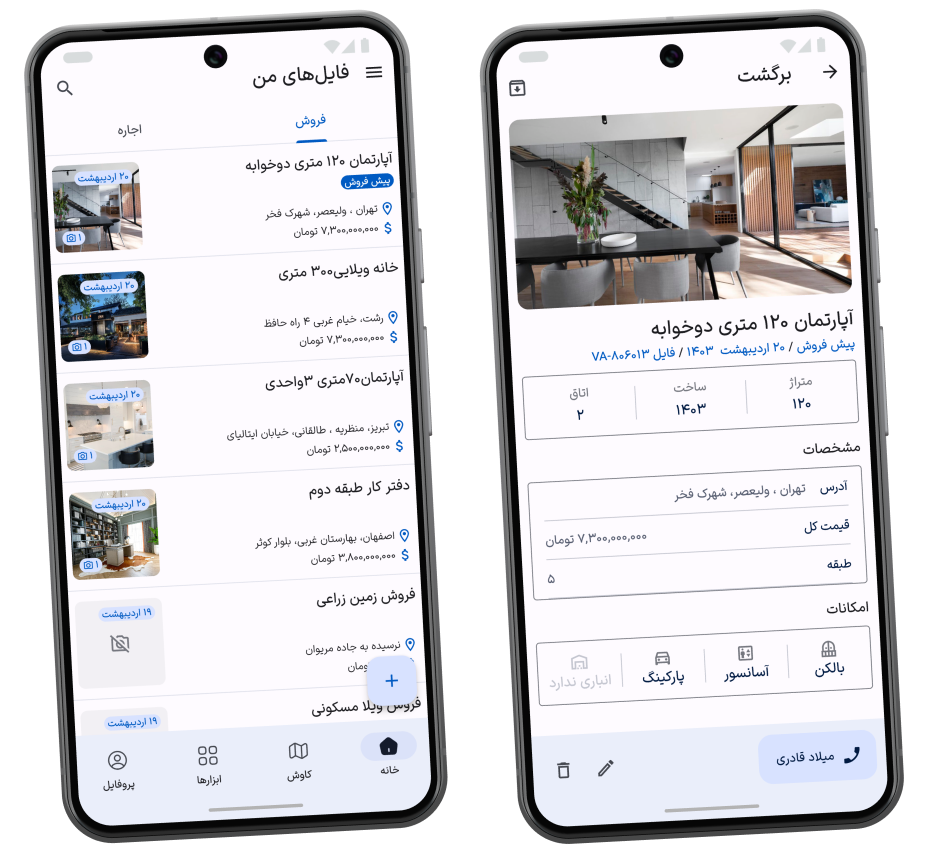 فایل‌های من
فروش
اجاره
آپارتمان ۱۲۰ متری دوخوابه
پیش فروش
تهران ، ولیعصر، شهرک فخر
۷,۳۰۰,۰۰۰,۰۰۰ تومان
۲۰ اردیبهشت
۱
خانه ویلایی۳۰۰ متری
رشت، خیام غربی ۴ راه حافظ
۷,۳۰۰,۰۰۰,۰۰۰ تومان
۲۰ اردیبهشت
۱
آپارتمان۷۰متری ۳واحدی
تبریز، منظریه ، طالقانی، خیابان ایتالیای
۲,۵۰۰,۰۰۰,۰۰۰ تومان
۲۰ اردیبهشت
۱
دفتر کار طبقه دوم
اصفهان، بهارستان غربی، بلوار کوثر
۳,۸۰۰,۰۰۰,۰۰۰ تومان
۲۰ اردیبهشت
۱
فروش زمین زراعی
نرسیده به جاده مریوان
۱۹ اردیبهشت
فروش ویلا مسکونی
۱۹ اردیبهشت
خانه
کاوش
ابزارها
پروفایل
برگشت
آپارتمان ۱۲۰ متری دوخوابه
پیش فروش / ۲۰ اردیبهشت ۱۴۰۳ / فایل VA-۸۰۶۰۱۳
متراژ
۱۲۰
ساخت
۱۴۰۳
اتاق
۲
مشخصات
آدرس تهران ، ولیعصر، شهرک فخر
قیمت کل ۷,۳۰۰,۰۰۰,۰۰۰ تومان
طبقه ۵
امکانات
بالکن
آسانسور
پارکینگ
انباری ندارد
میلاد قادری